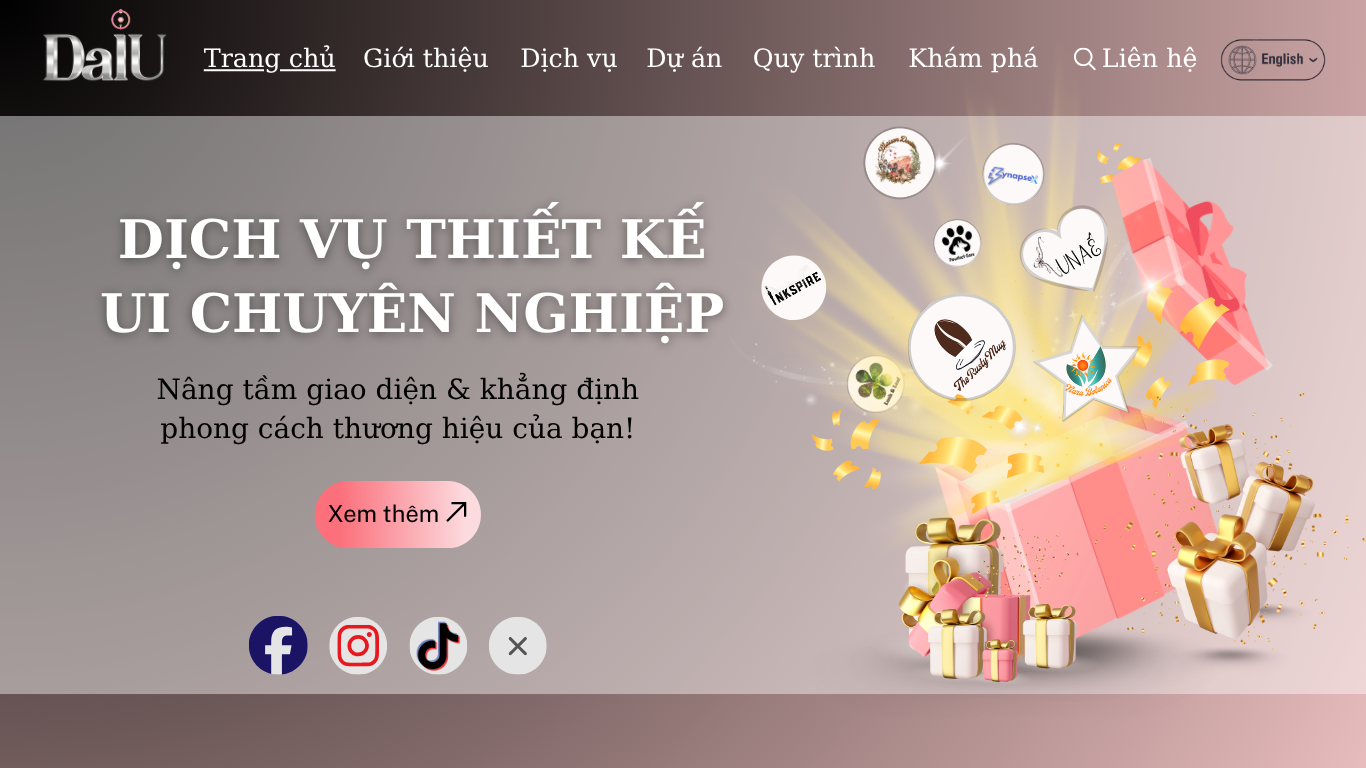 DaiU
Trang chủ
Giới thiệu
Dịch vụ
Dự án
Quy trình
Khám phá
Liên hệ
English
DỊCH VỤ THIẾT KẾ
UI CHUYÊN NGHIỆP
Nâng tầm giao diện & khẳng định
phong cách thương hiệu của bạn!
Xem thêm
SynapseX
INKSPIRE
The Rusty Mug